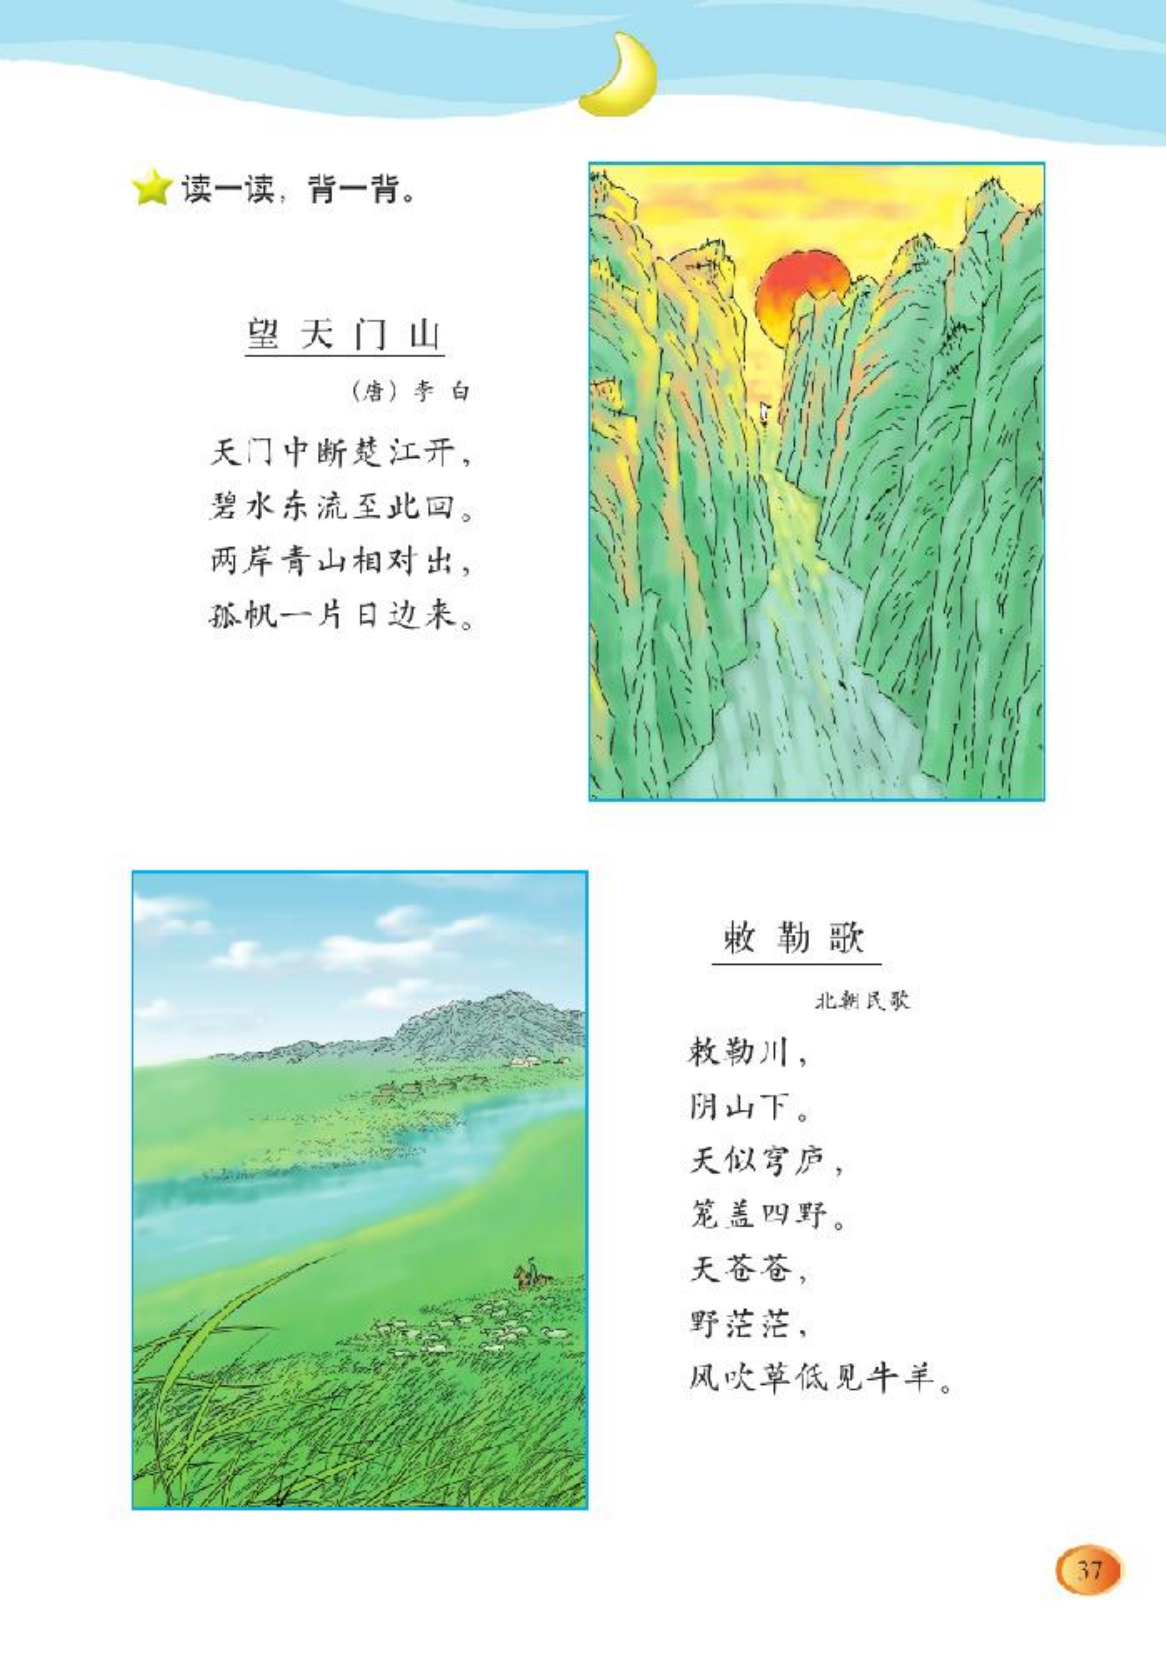 读一读，背一背。
望天门山
（唐）李白
天门中断楚江开，
碧水东流至此回。
两岸青山相对出，
孤帆一片日边来。
敕勒歌
北朝民歌
敕勒川，
阴山下。
天似穹庐，
笼盖四野。
天苍苍，
野茫茫，
风吹草低见牛羊。
37